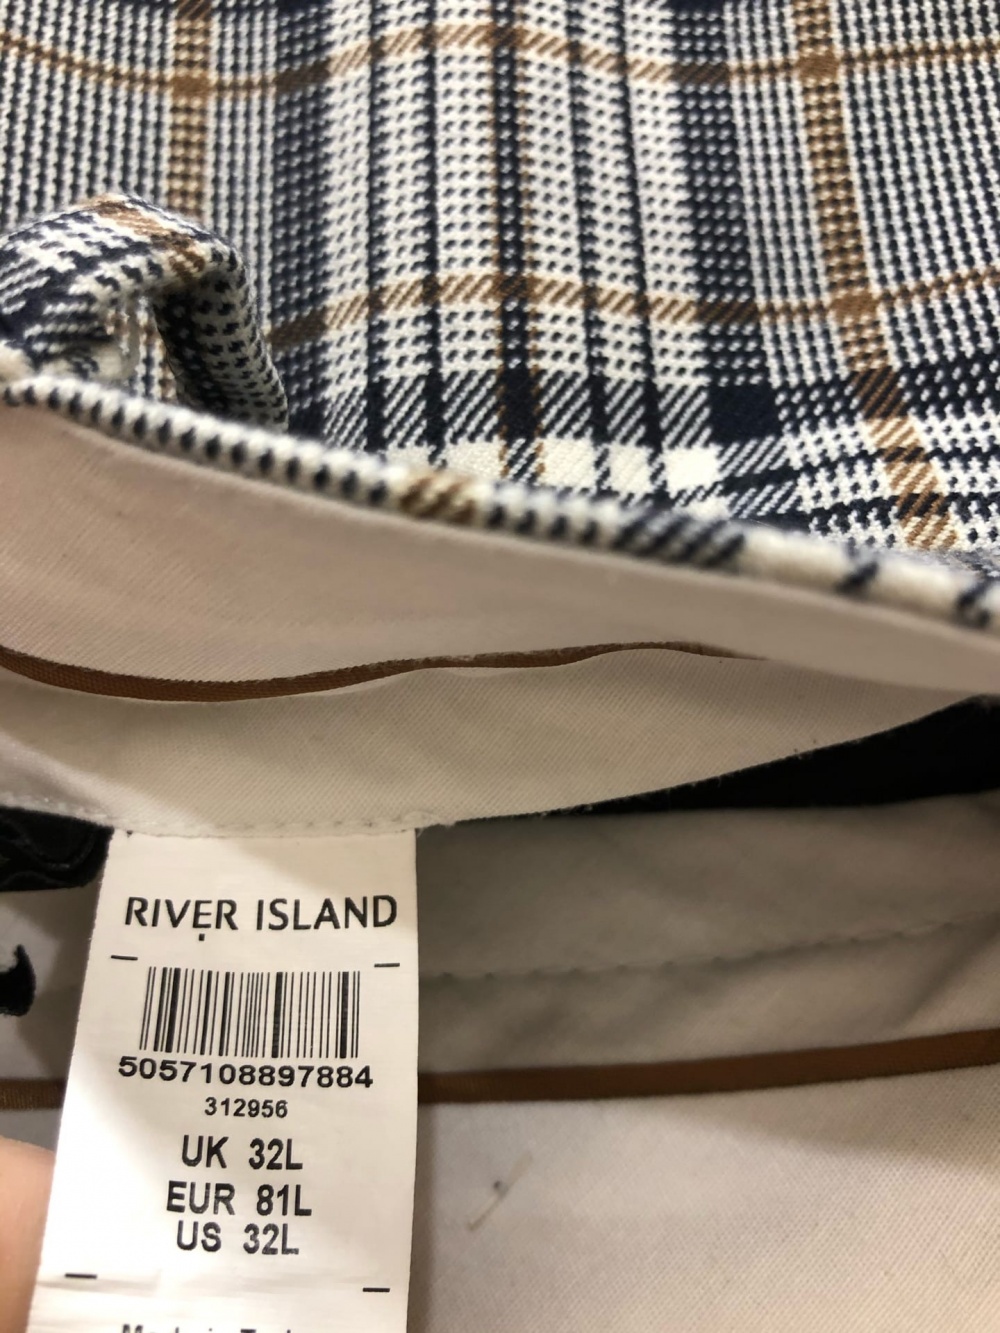 RIVER ISLAND
5057108897884
312956
UK 32L
EUR 81L
US 32L